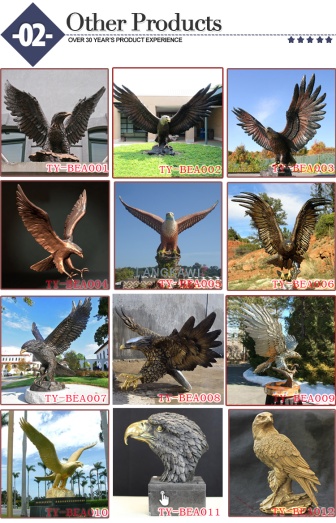 -02-
Other Products
OVER 30 YEAR'S PRODUCT EXPERIENCE
TY-BEA001
TY-BEA002
TY-BEA003
TY-BEA004
LANGKAWI
TY-BEA005
TY-BEA006
TY-BEA007
TY-BEA008
TY-BEA009
TY-BEA010
TY-BEA011
TY-BEA012